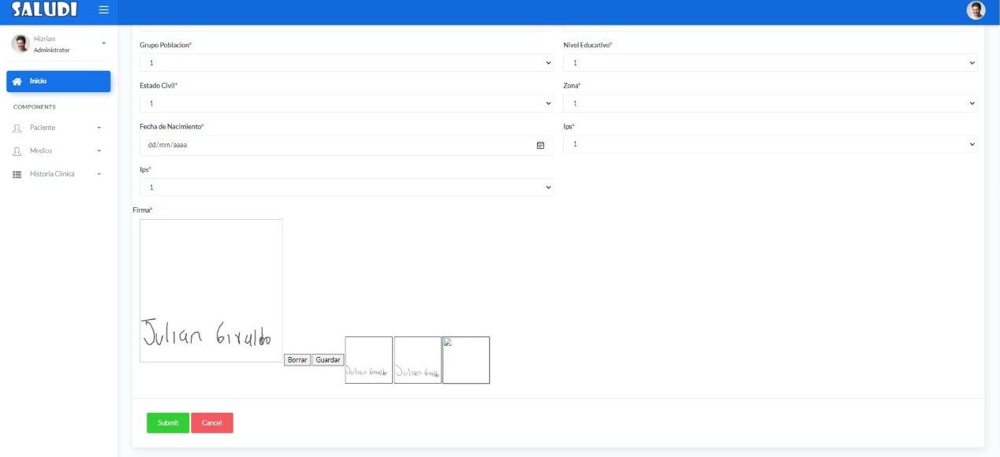 SALUDI
Hizrian
Administrator
Inicio
COMPONENTS
Paciente
Medico
Historia Clinica
Grupo Poblacion*
1
Nivel Educativo*
1
Estado Civil*
1
Zona*
1
Fecha de Nacimiento*
dd/mm/aaaa
Ips*
1
Ips*
1
Firma*
Julian Giraldo
Borrar Guardar
Julian Giraldo
Julian Giraldo
Submit Cancel